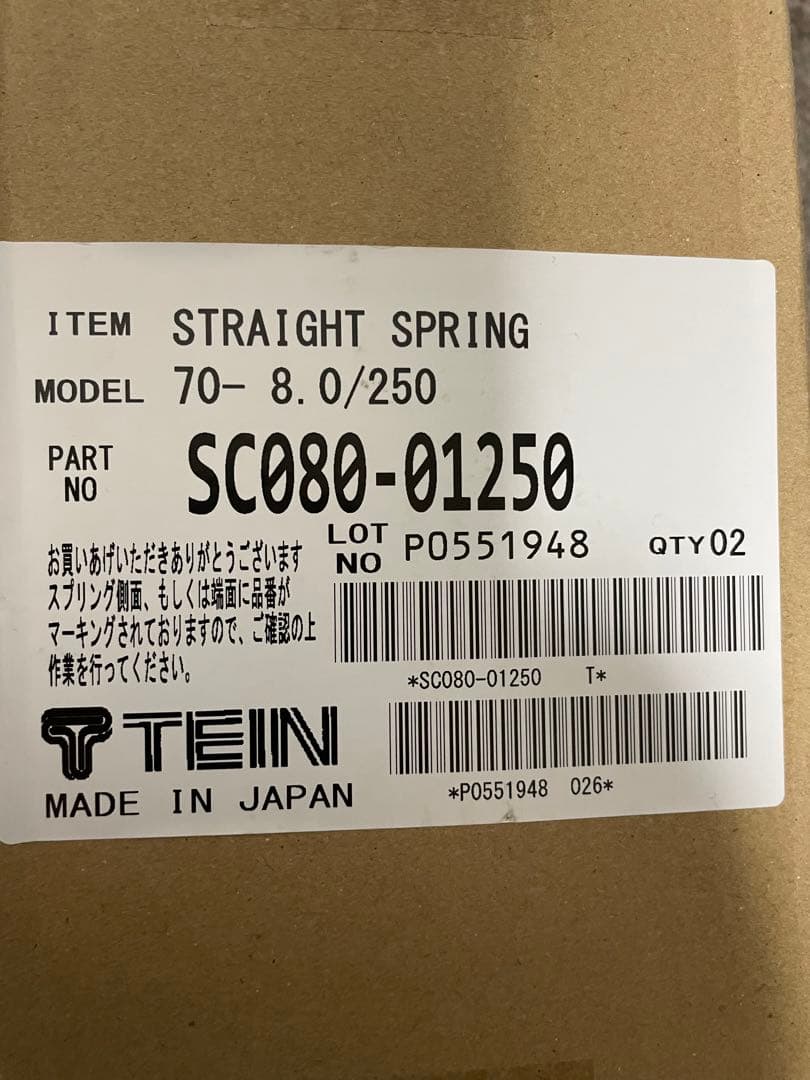 ITEM STRAIGHT SPRING
MODEL 70- 8.0/250
PART NO SC080-01250
LOT NO P0551948 QTY 02
お買いあげいただきありがとうございます
スプリング側面、もしくは端面に品番が
マーキングされておりますので、ご確認の上
作業を行ってください。
*SC080-01250 T*
TEIN
MADE IN JAPAN
*P0551948 026*